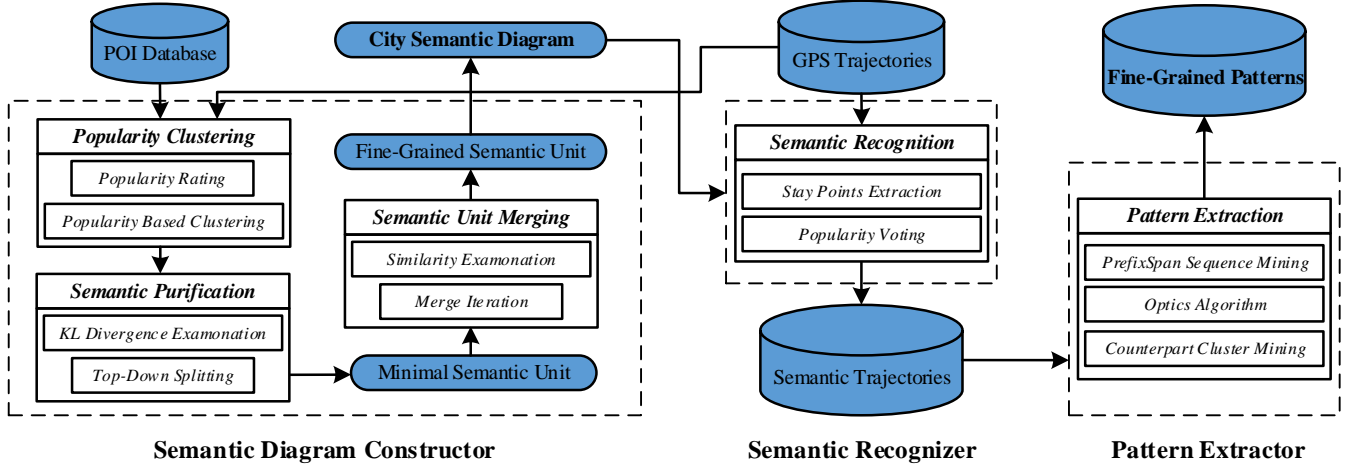 POI Database
City Semantic Diagram
GPS Trajectories
Fine-Grained Patterns
Popularity Clustering
Popularity Rating
Popularity Based Clustering
Semantic Purification
KL Divergence Examonation
Top-Down Splitting
Fine-Grained Semantic Unit
Semantic Unit Merging
Similarity Examonation
Merge Iteration
Minimal Semantic Unit
Semantic Recognition
Stay Points Extraction
Popularity Voting
Semantic Trajectories
Pattern Extraction
PrefixSpan Sequence Mining
Optics Algorithm
Counterpart Cluster Mining
Semantic Diagram Constructor
Semantic Recognizer
Pattern Extractor